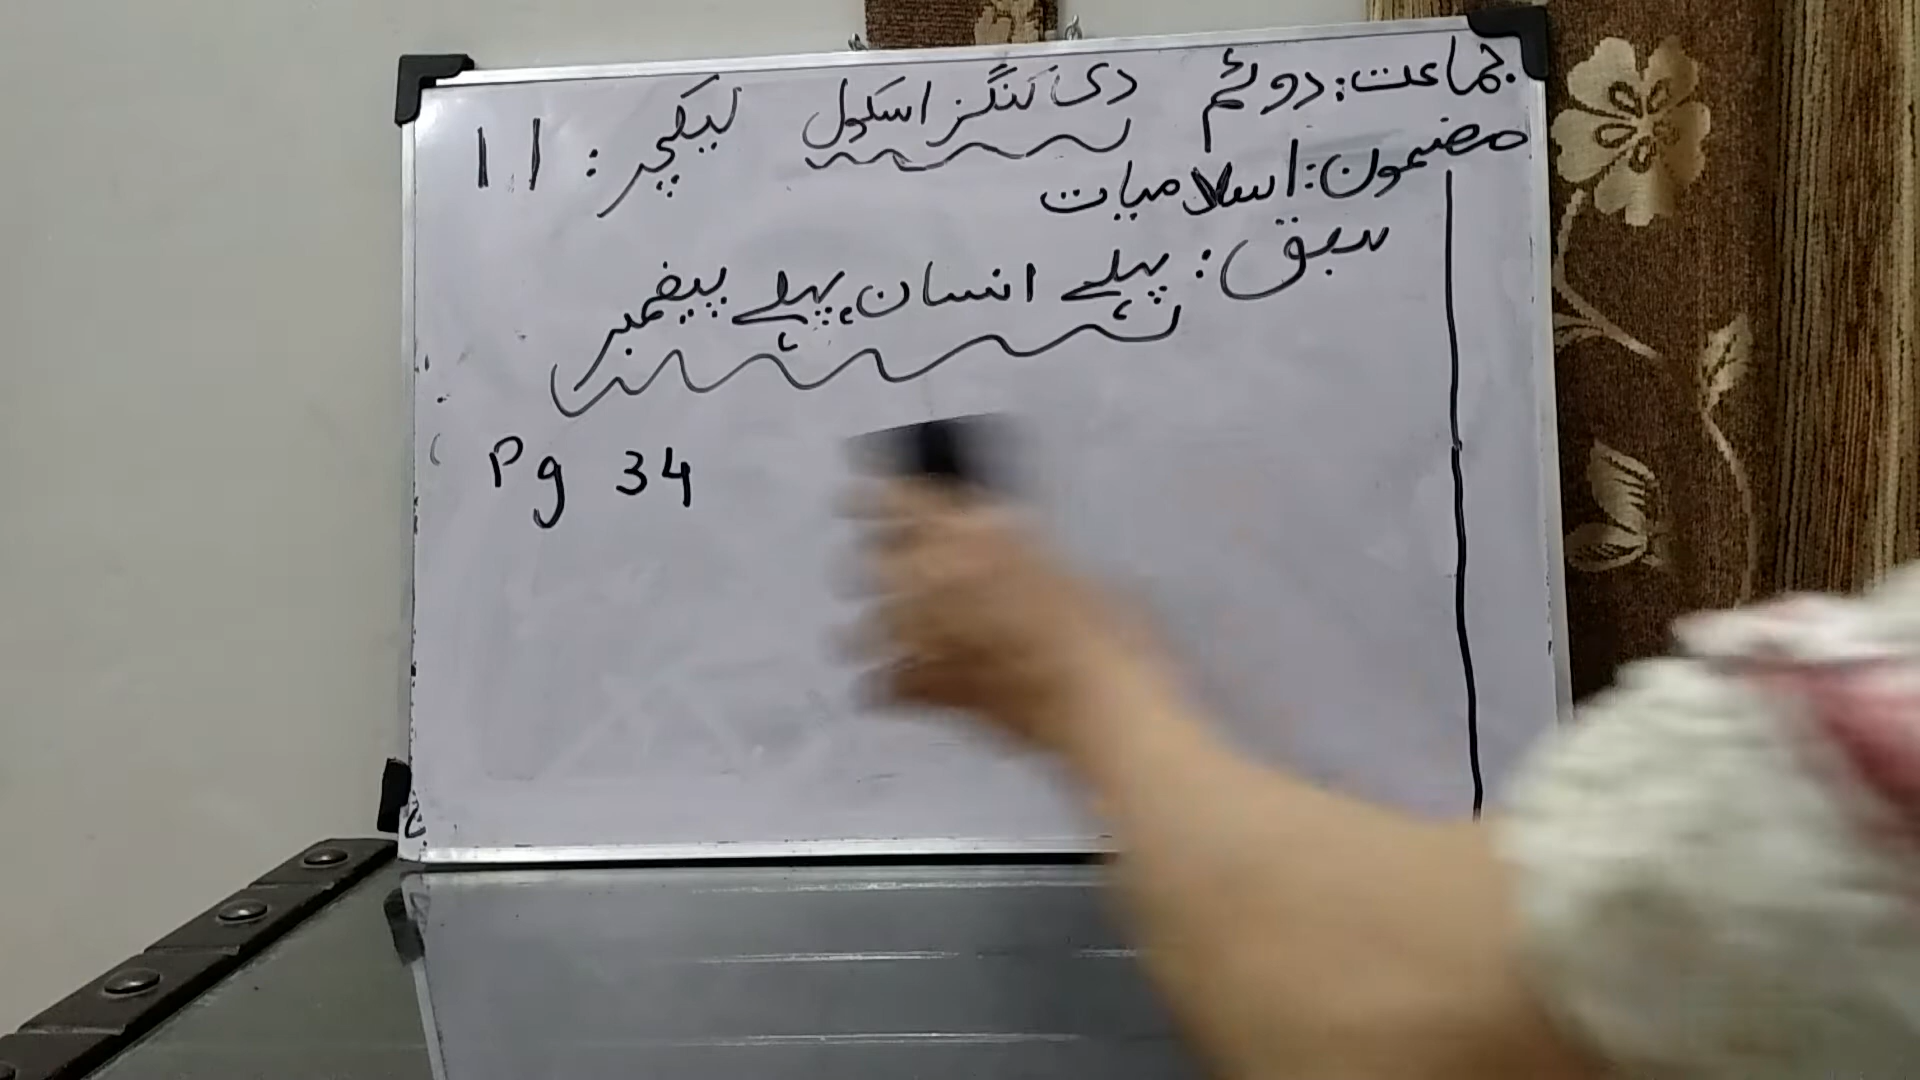 جماعت: دوئم دی کنگز اسکول لیکچر: 11
مضمون: اسلامیات
سبق: پہلے انسان، پہلے پیغمبر
Pg 34